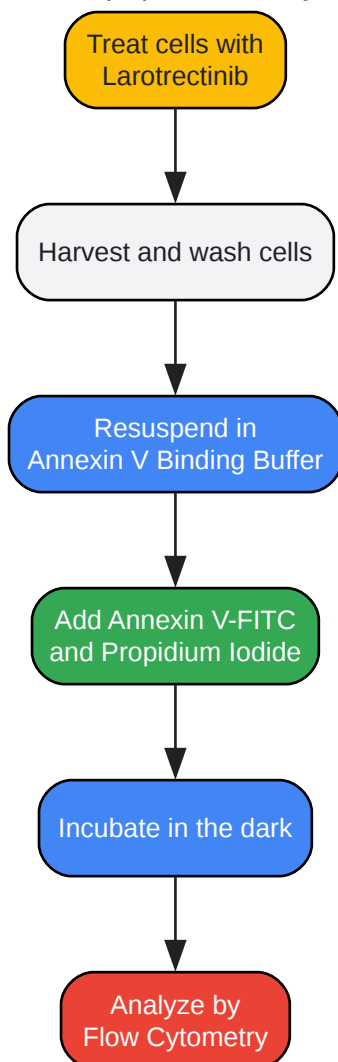 Treat cells with
Larotrectinib
Harvest and wash cells
Resuspend in
Annexin V Binding Buffer
Add Annexin V-FITC
and Propidium Iodide
Incubate in the dark
Analyze by
Flow Cytometry